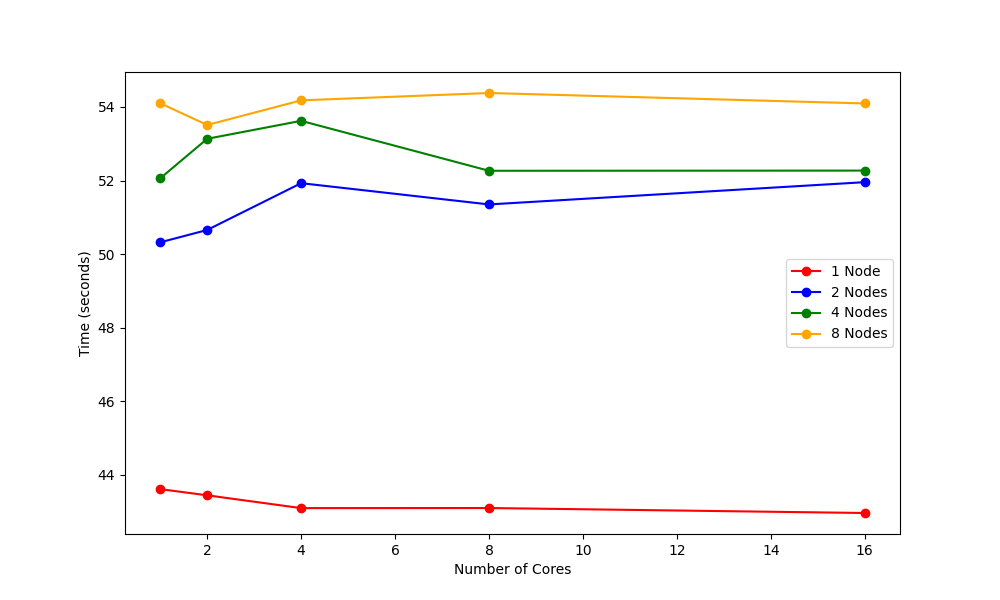 54
52
50
48
46
44
Time (seconds)
1 Node
2 Nodes
4 Nodes
8 Nodes
2 4 6 8 10 12 14 16
Number of Cores